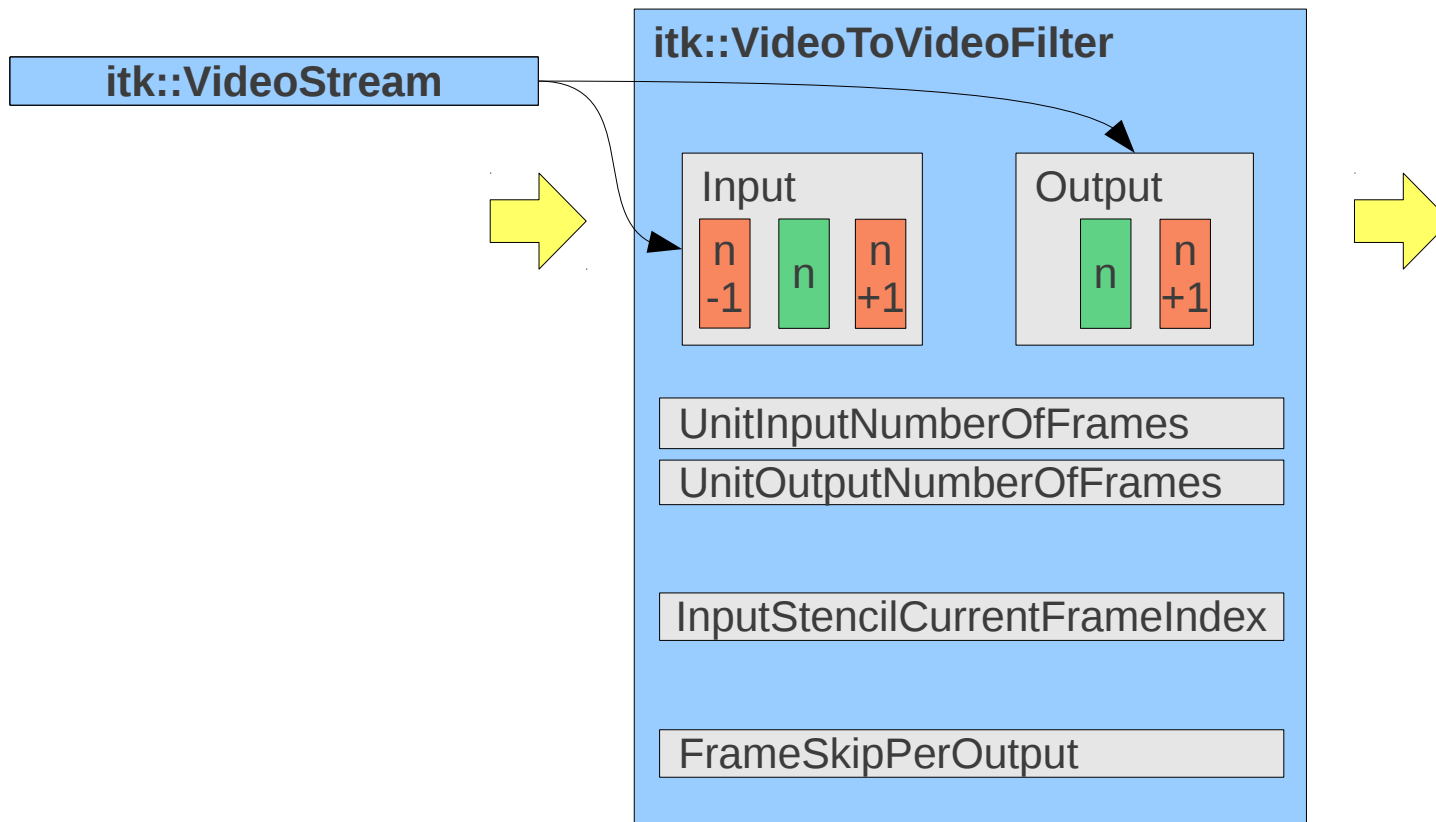 itk::VideoToVideoFilter
itk::VideoStream
Input
Output
n
-1
n
n
+1
n
n
+1
UnitInputNumberOfFrames
UnitOutputNumberOfFrames
InputStencilCurrentFrameIndex
FrameSkipPerOutput